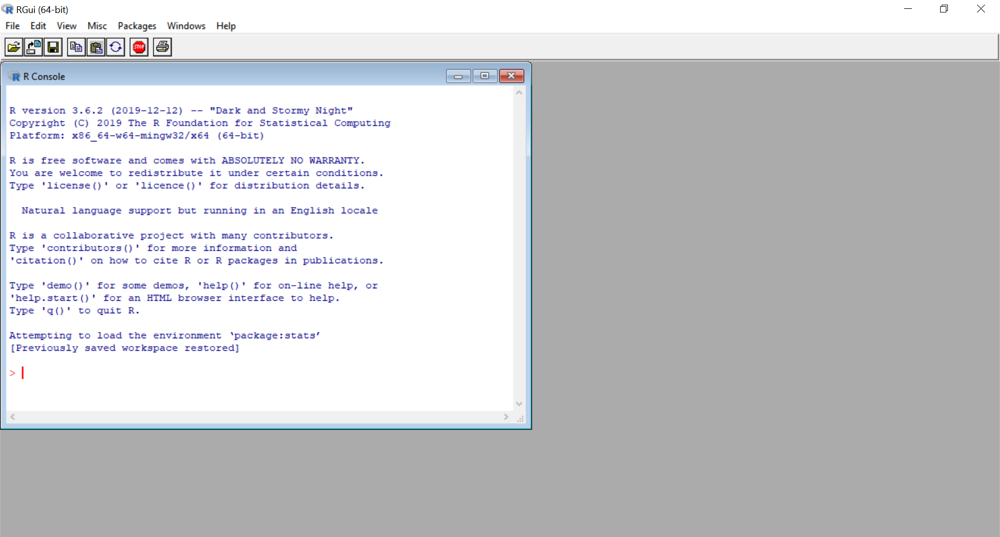 RGui (64-bit)
File Edit View Misc Packages Windows Help
STOP
R Console
R version 3.6.2 (2019-12-12) -- "Dark and Stormy Night"
Copyright (C) 2019 The R Foundation for Statistical Computing
Platform: x86_64-w64-mingw32/x64 (64-bit)
R is free software and comes with ABSOLUTELY NO WARRANTY.
You are welcome to redistribute it under certain conditions.
Type 'license()' or 'licence()' for distribution details.
Natural language support but running in an English locale
R is a collaborative project with many contributors.
Type 'contributors()' for more information and
'citation()' on how to cite R or R packages in publications.
Type 'demo()' for some demos, 'help()' for on-line help, or
'help.start()' for an HTML browser interface to help.
Type 'q()' to quit R.
Attempting to load the environment ‘package:stats’
[Previously saved workspace restored]
>